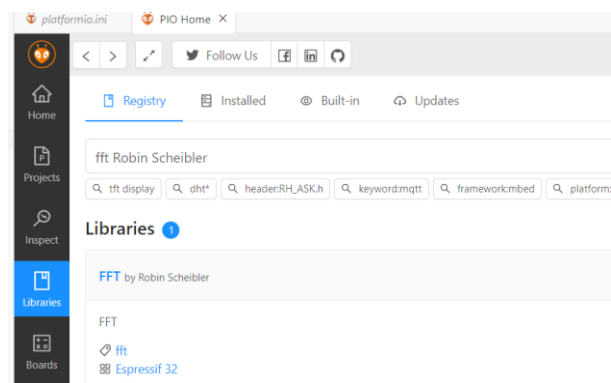 platformio.ini PIO Home
Follow Us
Home
Registry Installed Built-in Updates
Projects
fft Robin Scheibler
tft display dht* header:RH_ASK.h keyword:mqtt framework:mbed platform:
Inspect
Libraries 1
FFT by Robin Scheibler
Libraries
FFT
fft
Boards
Espressif 32